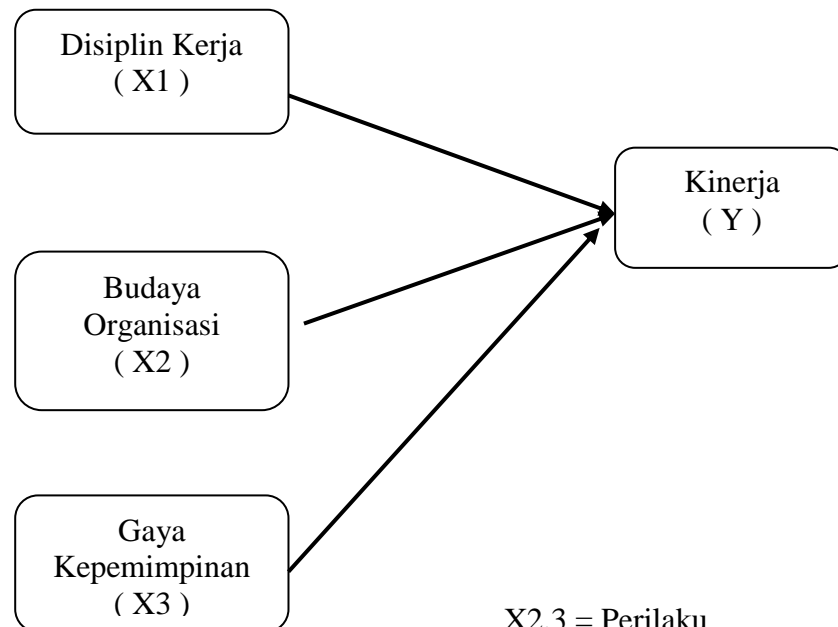 Disiplin Kerja
( X1 )
Kinerja
( Y )
Budaya
Organisasi
( X2 )
Gaya
Kepemimpinan
( X3 )
X2.3 = Perilaku